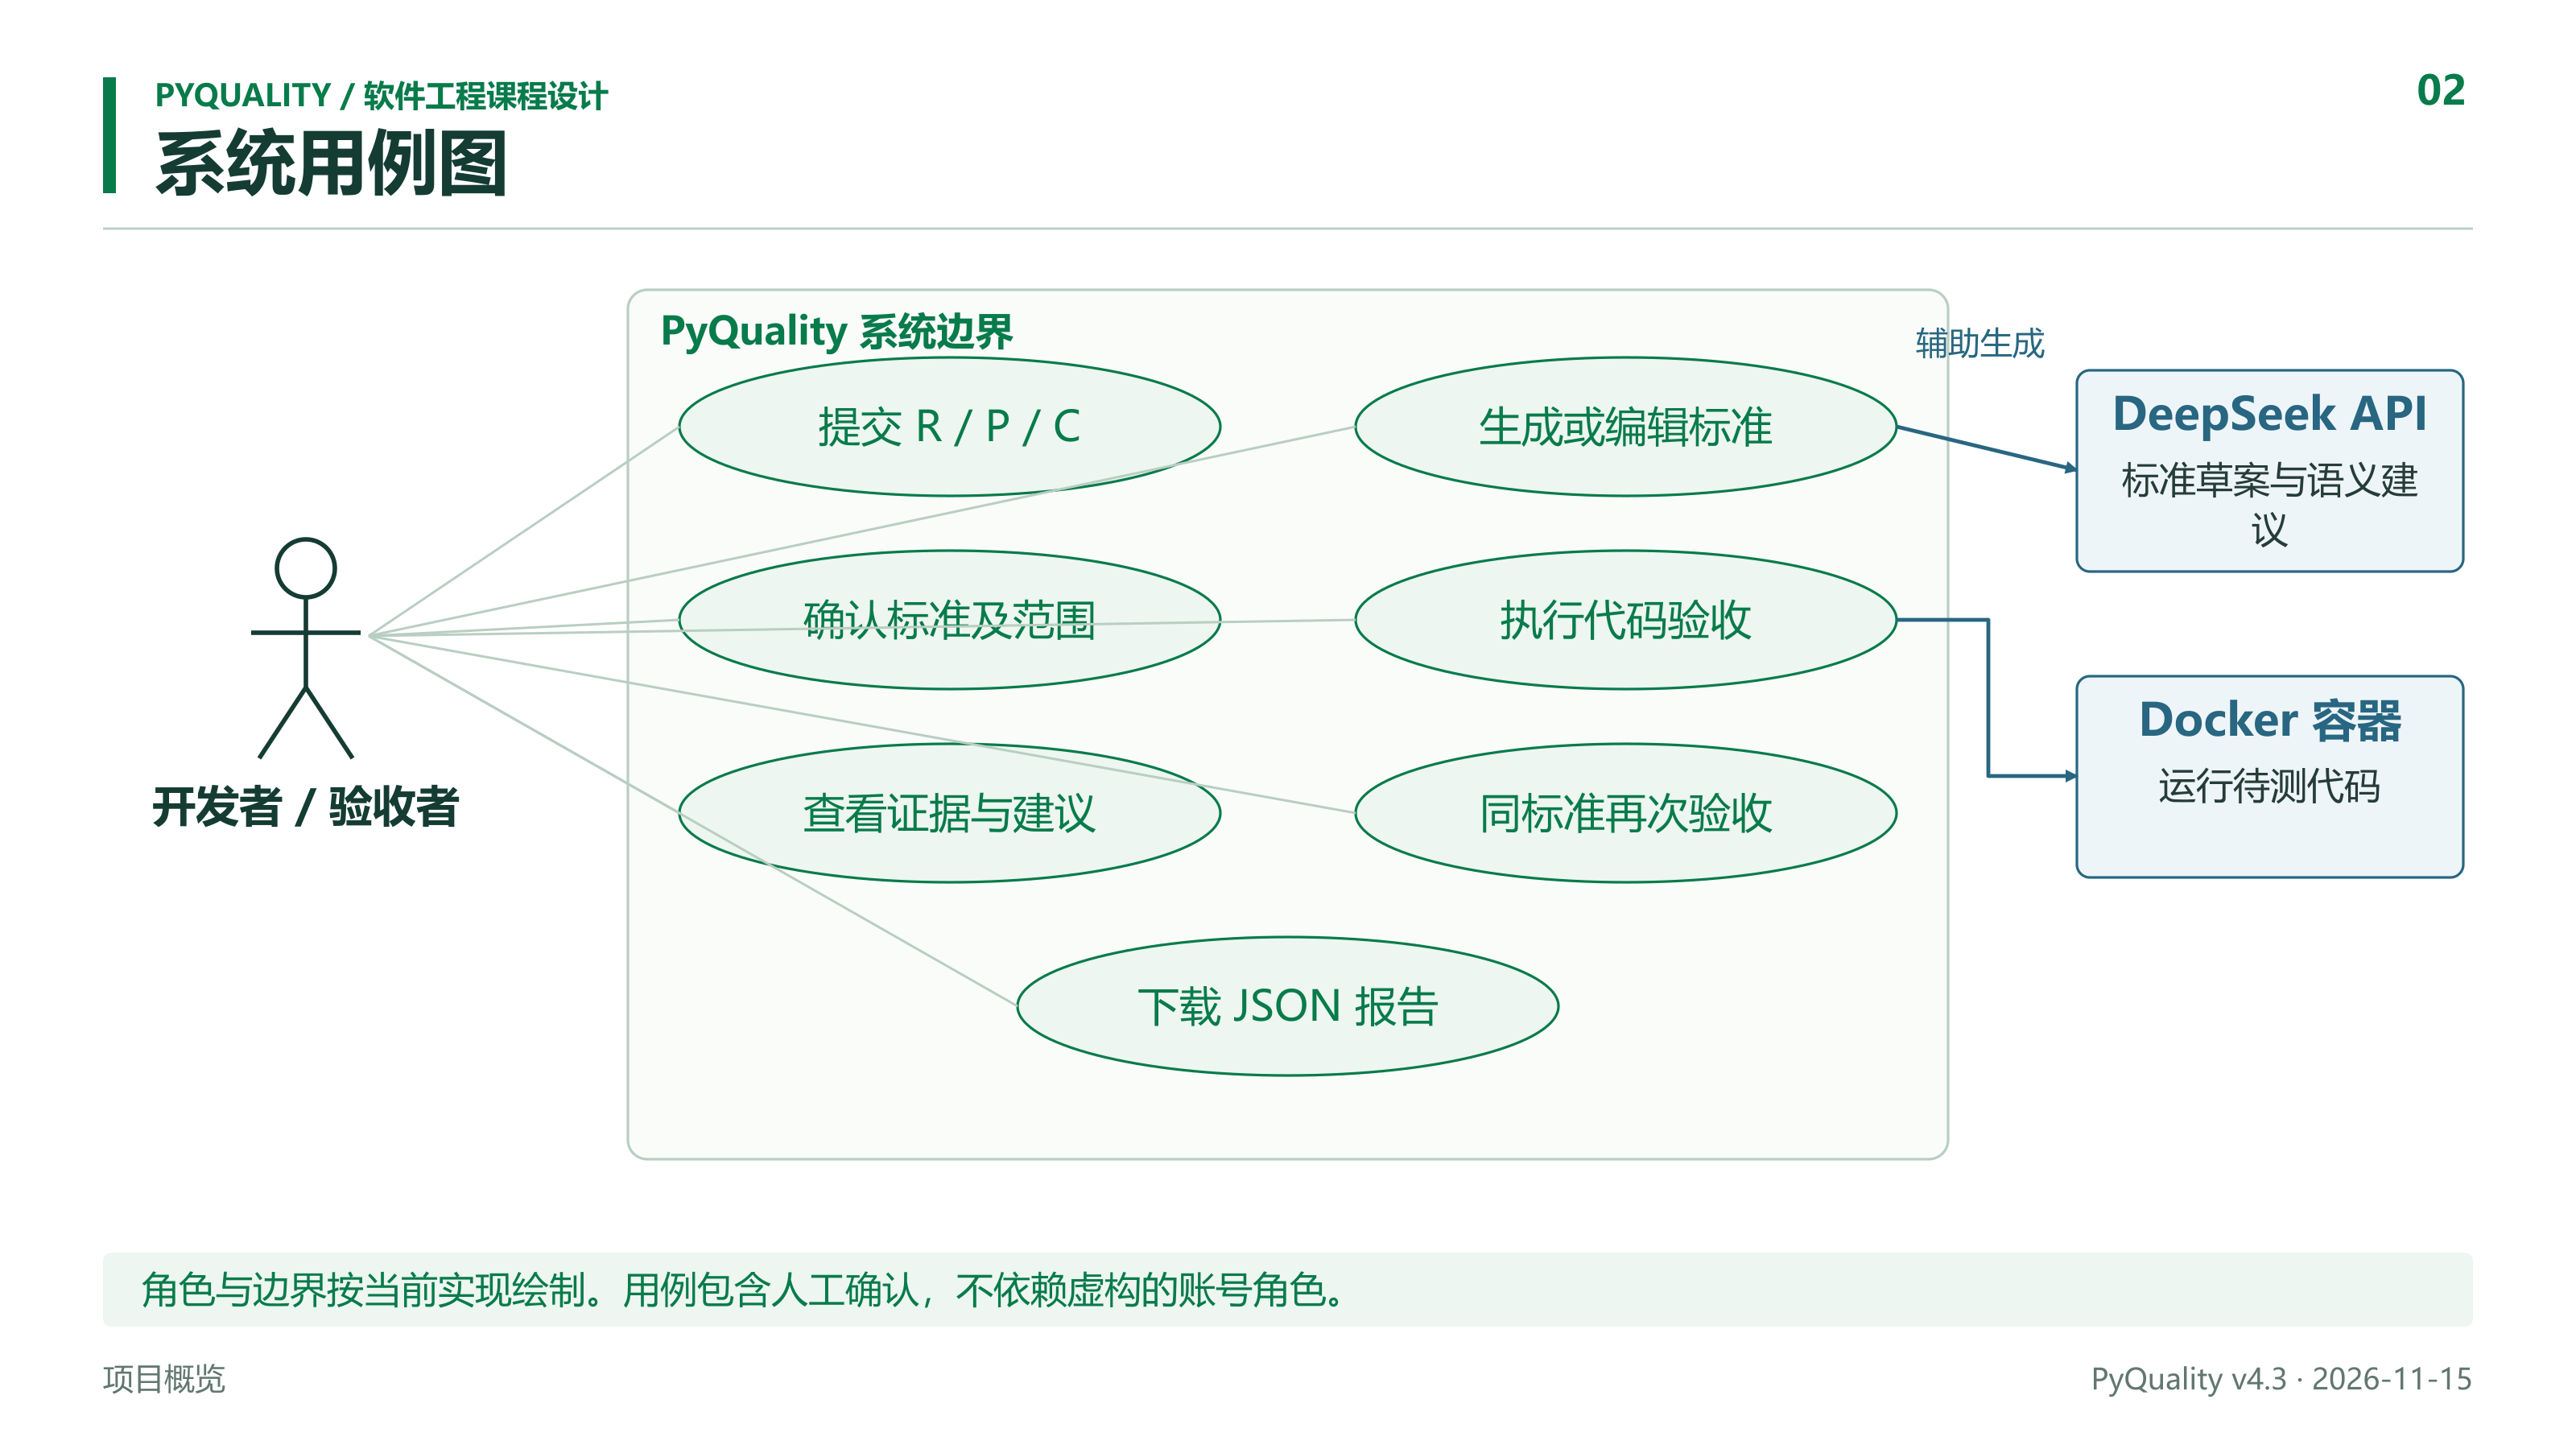 PYQUALITY / 软件工程课程设计
02
系统用例图
PyQuality 系统边界
辅助生成
提交 R / P / C
生成或编辑标准
DeepSeek API
标准草案与语义建
议
确认标准及范围
执行代码验收
Docker 容器
运行待测代码
开发者 / 验收者
查看证据与建议
同标准再次验收
下载 JSON 报告
角色与边界按当前实现绘制。用例包含人工确认，不依赖虚构的账号角色。
项目概览
PyQuality v4.3 · 2026-11-15